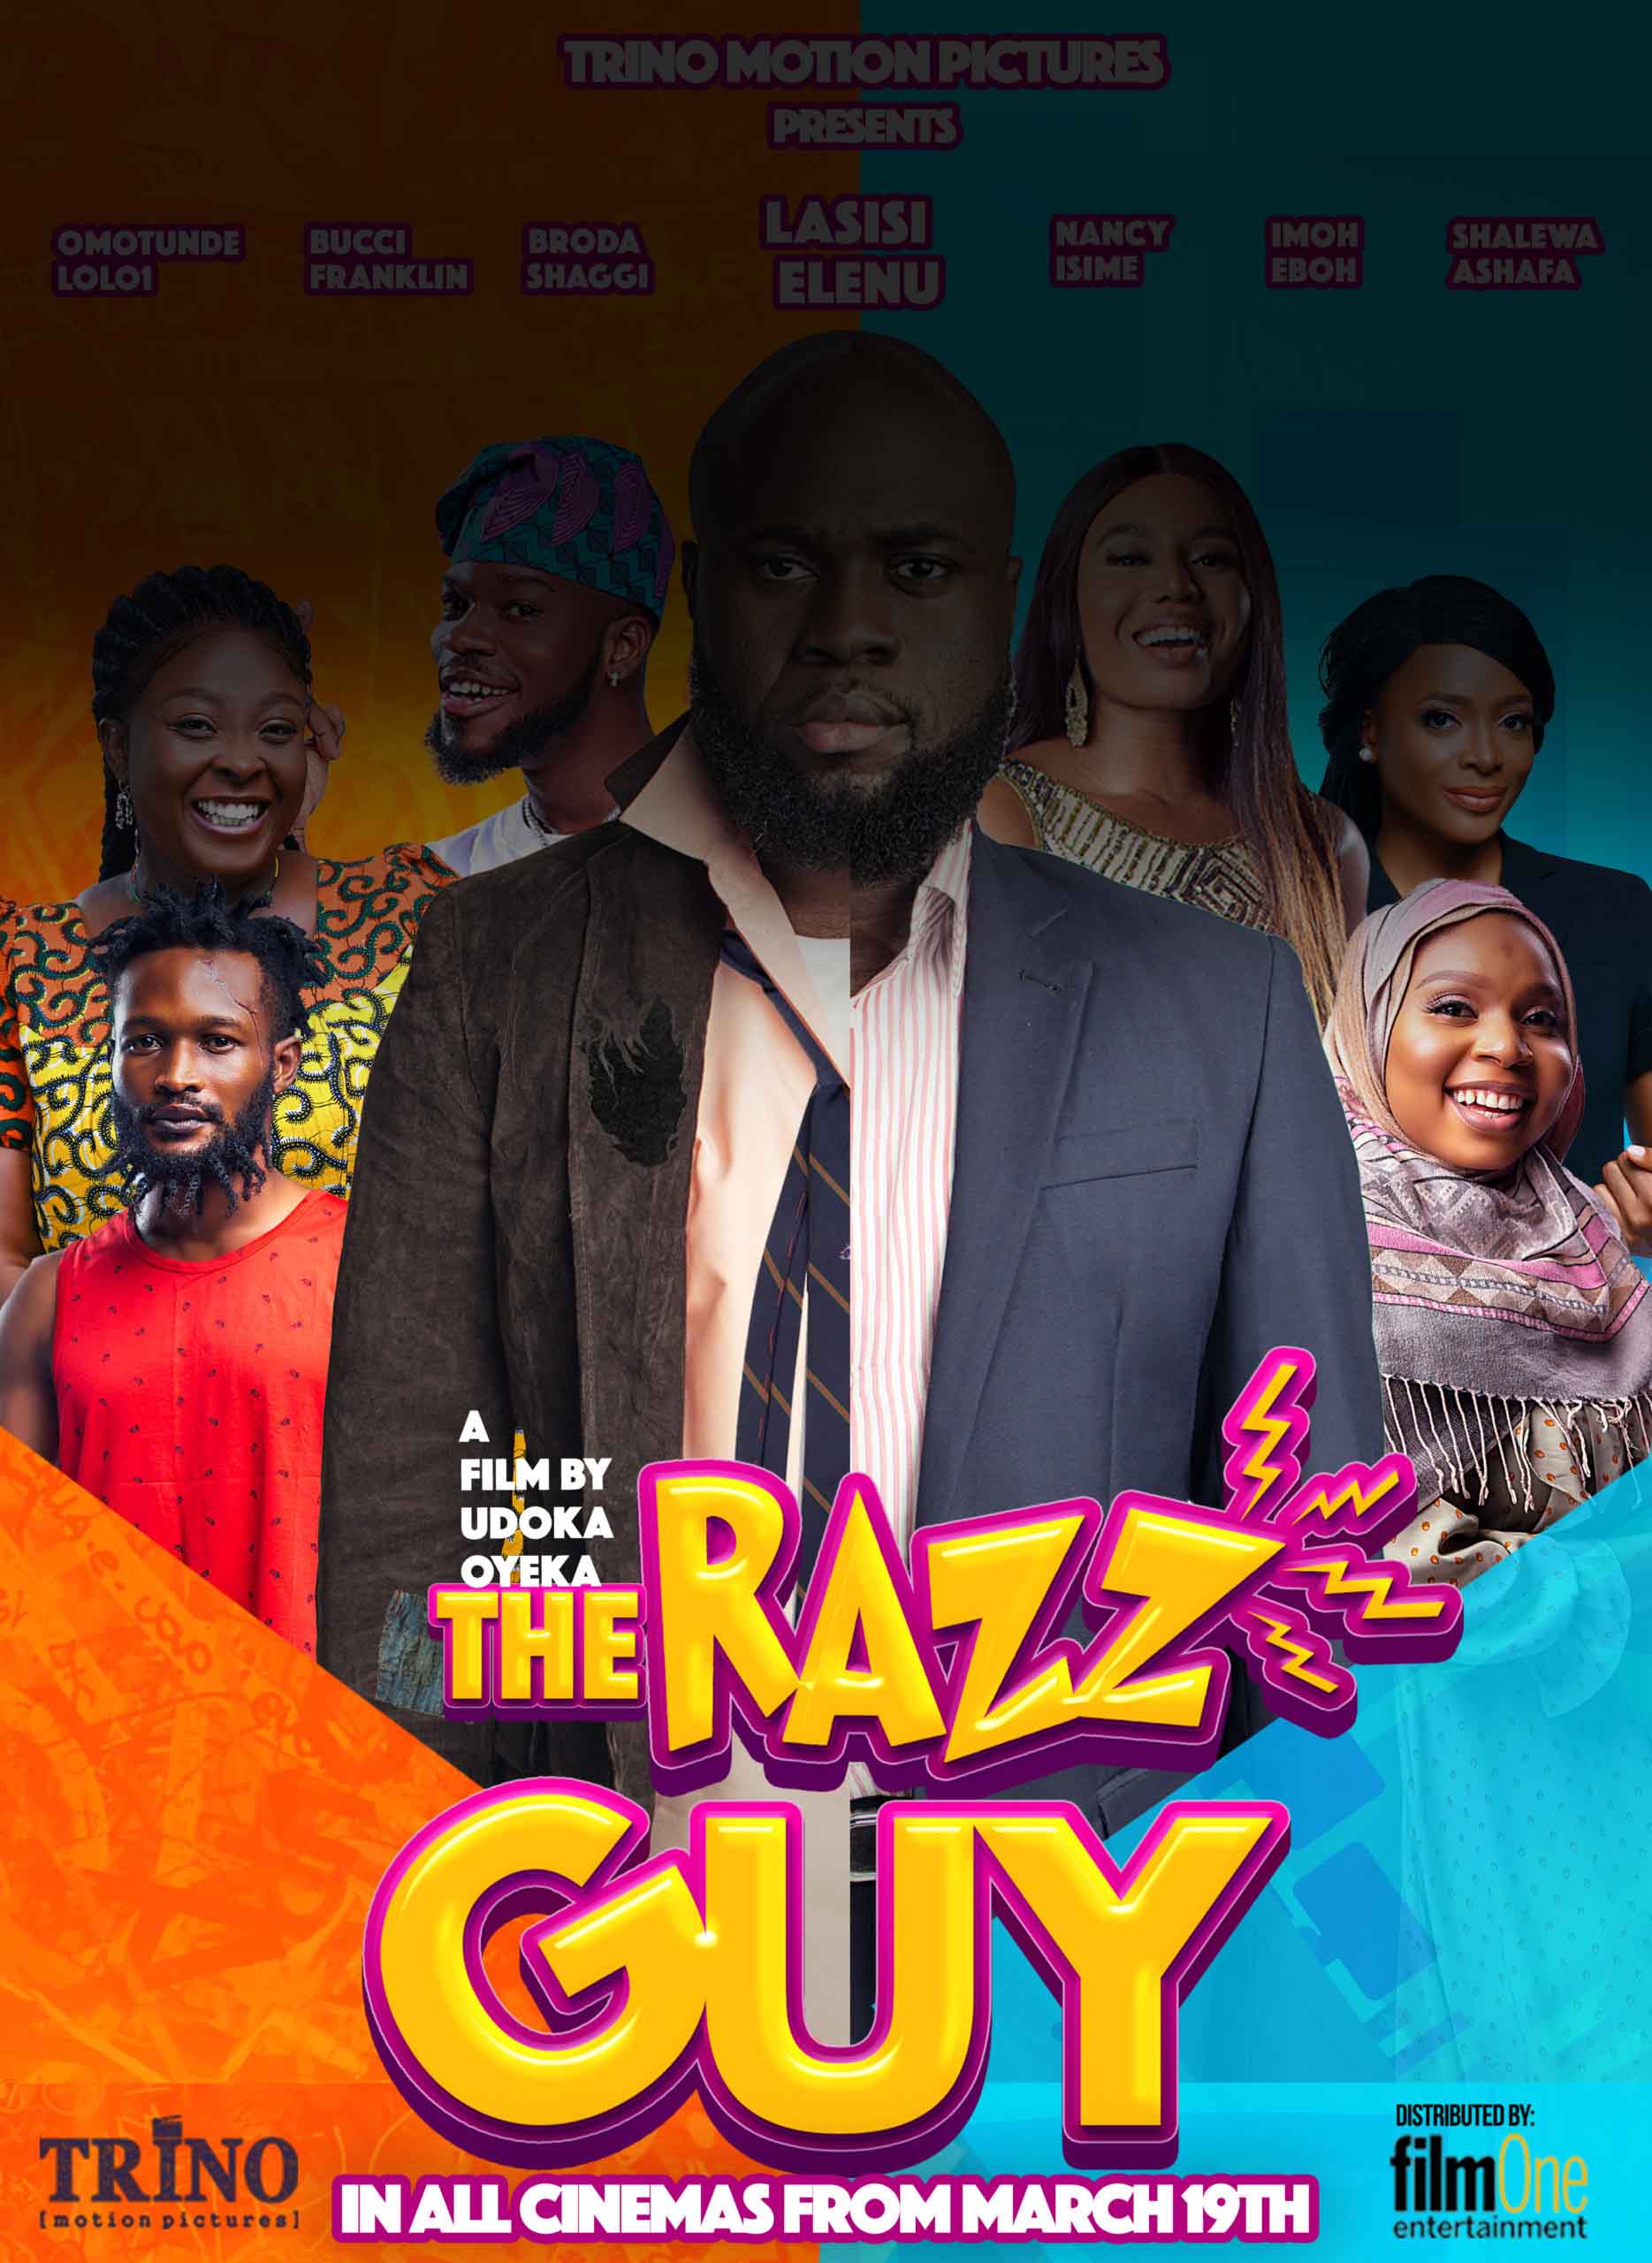 TRINO MOTION PICTURES
PRESENTS
OMOTUNDE
LOLO1
BUCCI
FRANKLIN
BRODA
SHAGGI
LASISI
ELENU
NANCY
ISIME
IMOH
EBOH
SHALEWA
ASHAFA
A
FILM BY
UDOKA
OYEKA
THE RAZZ
GUY
TRINO
[motion pictures]
IN ALL CINEMAS FROM MARCH 19TH
DISTRIBUTED BY:
filmOne
entertainment